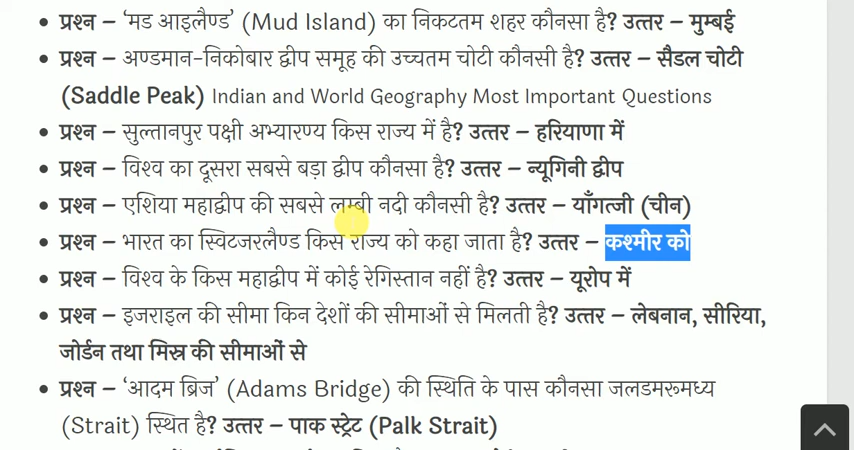 प्रश्न – ‘मड आइलैण्ड’ (Mud Island) का निकटतम शहर कौनसा है? उत्तर – मुम्बई
प्रश्न – अण्डमान-निकोबार द्वीप समूह की उच्चतम चोटी कौनसी है? उत्तर – सैडल चोटी
(Saddle Peak) Indian and World Geography Most Important Questions
प्रश्न – सुल्तानपुर पक्षी अभ्यारण्य किस राज्य में है? उत्तर – हरियाणा में
प्रश्न – विश्व का दूसरा सबसे बड़ा द्वीप कौनसा है? उत्तर – न्यूगिनी द्वीप
प्रश्न – एशिया महाद्वीप की सबसे लम्बी नदी कौनसी है? उत्तर – याँगत्जी (चीन)
प्रश्न – भारत का स्विटजरलैण्ड किस राज्य को कहा जाता है? उत्तर – कश्मीर को
प्रश्न – विश्व के किस महाद्वीप में कोई रेगिस्तान नहीं है? उत्तर – यूरोप में
प्रश्न – इजराइल की सीमा किन देशों की सीमाओं से मिलती है? उत्तर – लेबनान, सीरिया,
जोर्डन तथा मिस्र की सीमाओं से
प्रश्न – ‘आदम ब्रिज’ (Adams Bridge) की स्थिति के पास कौनसा जलडमरूमध्य
(Strait) स्थित है? उत्तर – पाक स्ट्रेट (Palk Strait)